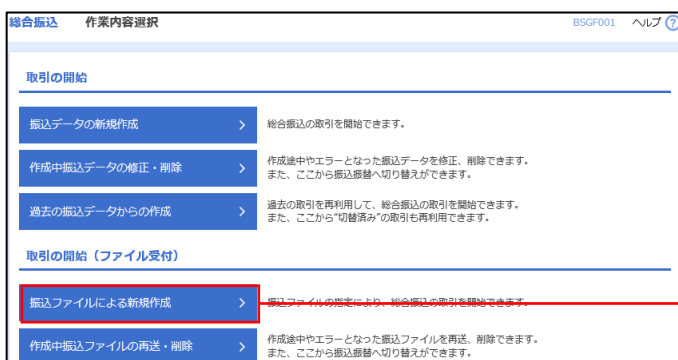 総合振込 作業内容選択 BSGF001 ヘルプ ?
取引の開始
振込データの新規作成 >
総合振込の取引を開始できます。
作成中振込データの修正・削除 >
作成途中やエラーとなった振込データを修正、削除できます。
また、ここから振込振替へ切り替えができます。
過去の振込データからの作成 >
過去の取引を再利用して、総合振込の取引を開始できます。
また、ここから"切替済み"の取引も再利用できます。
取引の開始（ファイル受付）
振込ファイルによる新規作成 >
振込ファイルの指定により、総合振込の取引を開始できます。
作成中振込ファイルの再送・削除 >
作成途中やエラーとなった振込ファイルを再送、削除できます。
また、ここから振込振替へ切り替えができます。